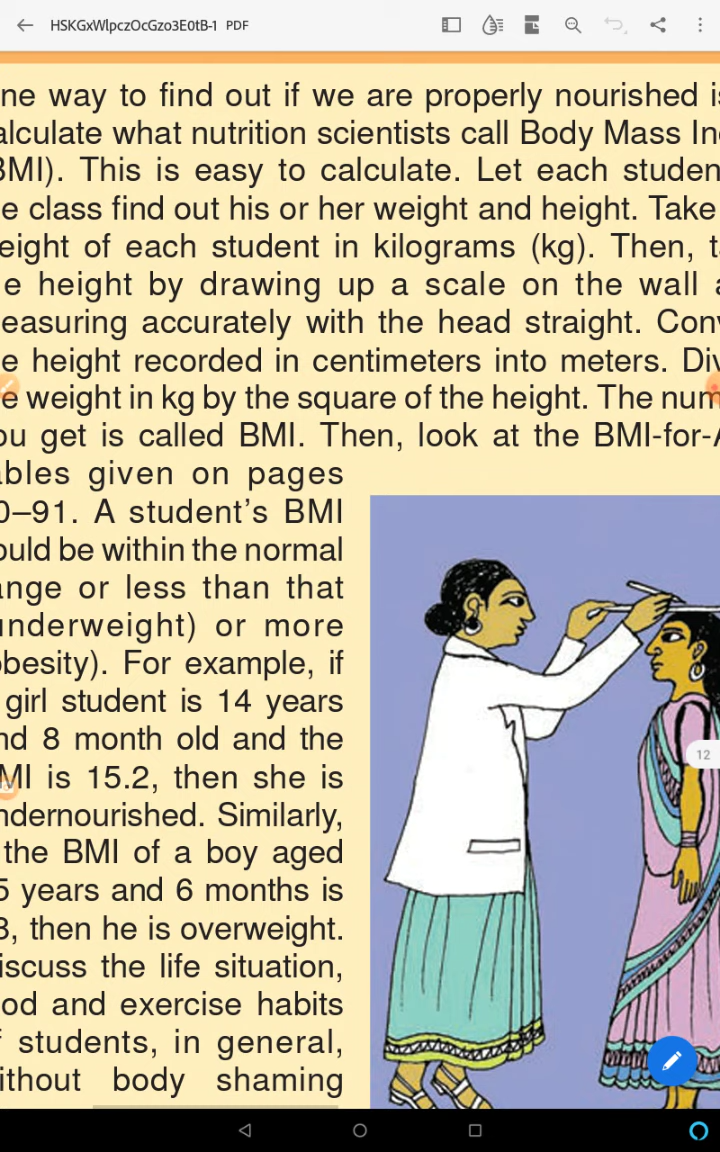 HSKGxWlpczOcGzo3E0tB-1 PDF
ne way to find out if we are properly nourished is
alculate what nutrition scientists call Body Mass Ind
BMI). This is easy to calculate. Let each studen
e class find out his or her weight and height. Take
eight of each student in kilograms (kg). Then, ta
e height by drawing up a scale on the wall a
easuring accurately with the head straight. Conv
e height recorded in centimeters into meters. Div
e weight in kg by the square of the height. The num
ou get is called BMI. Then, look at the BMI-for-A
ables given on pages
0–91. A student’s BMI
ould be within the normal
ange or less than that
underweight) or more
obesity). For example, if
girl student is 14 years
nd 8 month old and the
MI is 15.2, then she is
ndernourished. Similarly,
the BMI of a boy aged
5 years and 6 months is
8, then he is overweight.
iscuss the life situation,
od and exercise habits
f students, in general,
ithout body shaming
12